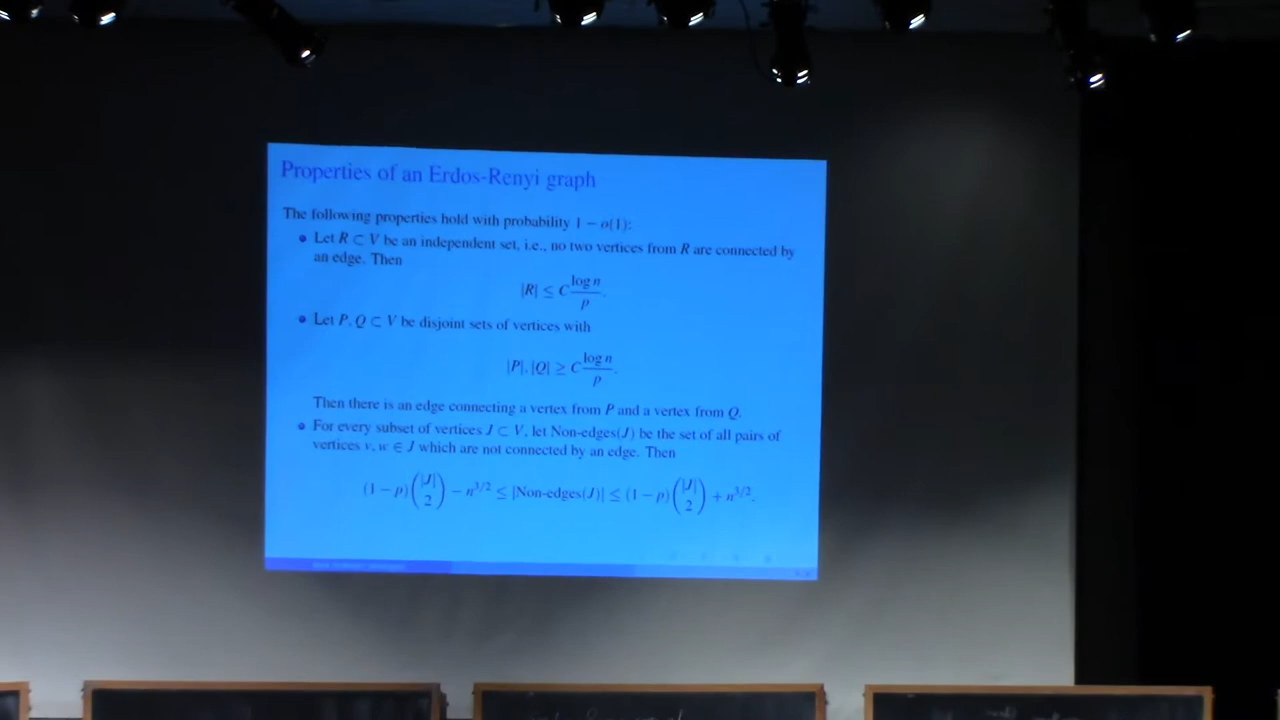 Properties of an Erdos-Renyi graph
The following properties hold with probability 1 − o(1):
• Let R ⊂ V be an independent set, i.e., no two vertices from R are connected by
an edge. Then
|R| ≤ C log n / p.
• Let P, Q ⊂ V be disjoint sets of vertices with
|P|, |Q| ≥ C log n / p.
Then there is an edge connecting a vertex from P and a vertex from Q.
• For every subset of vertices J ⊂ V, let Non-edges(J) be the set of all pairs of
vertices v, w ∈ J which are not connected by an edge. Then
(1 − p) (|J| 2) − n^{3/2} ≤ |Non-edges(J)| ≤ (1 − p) (|J| 2) + n^{3/2}.